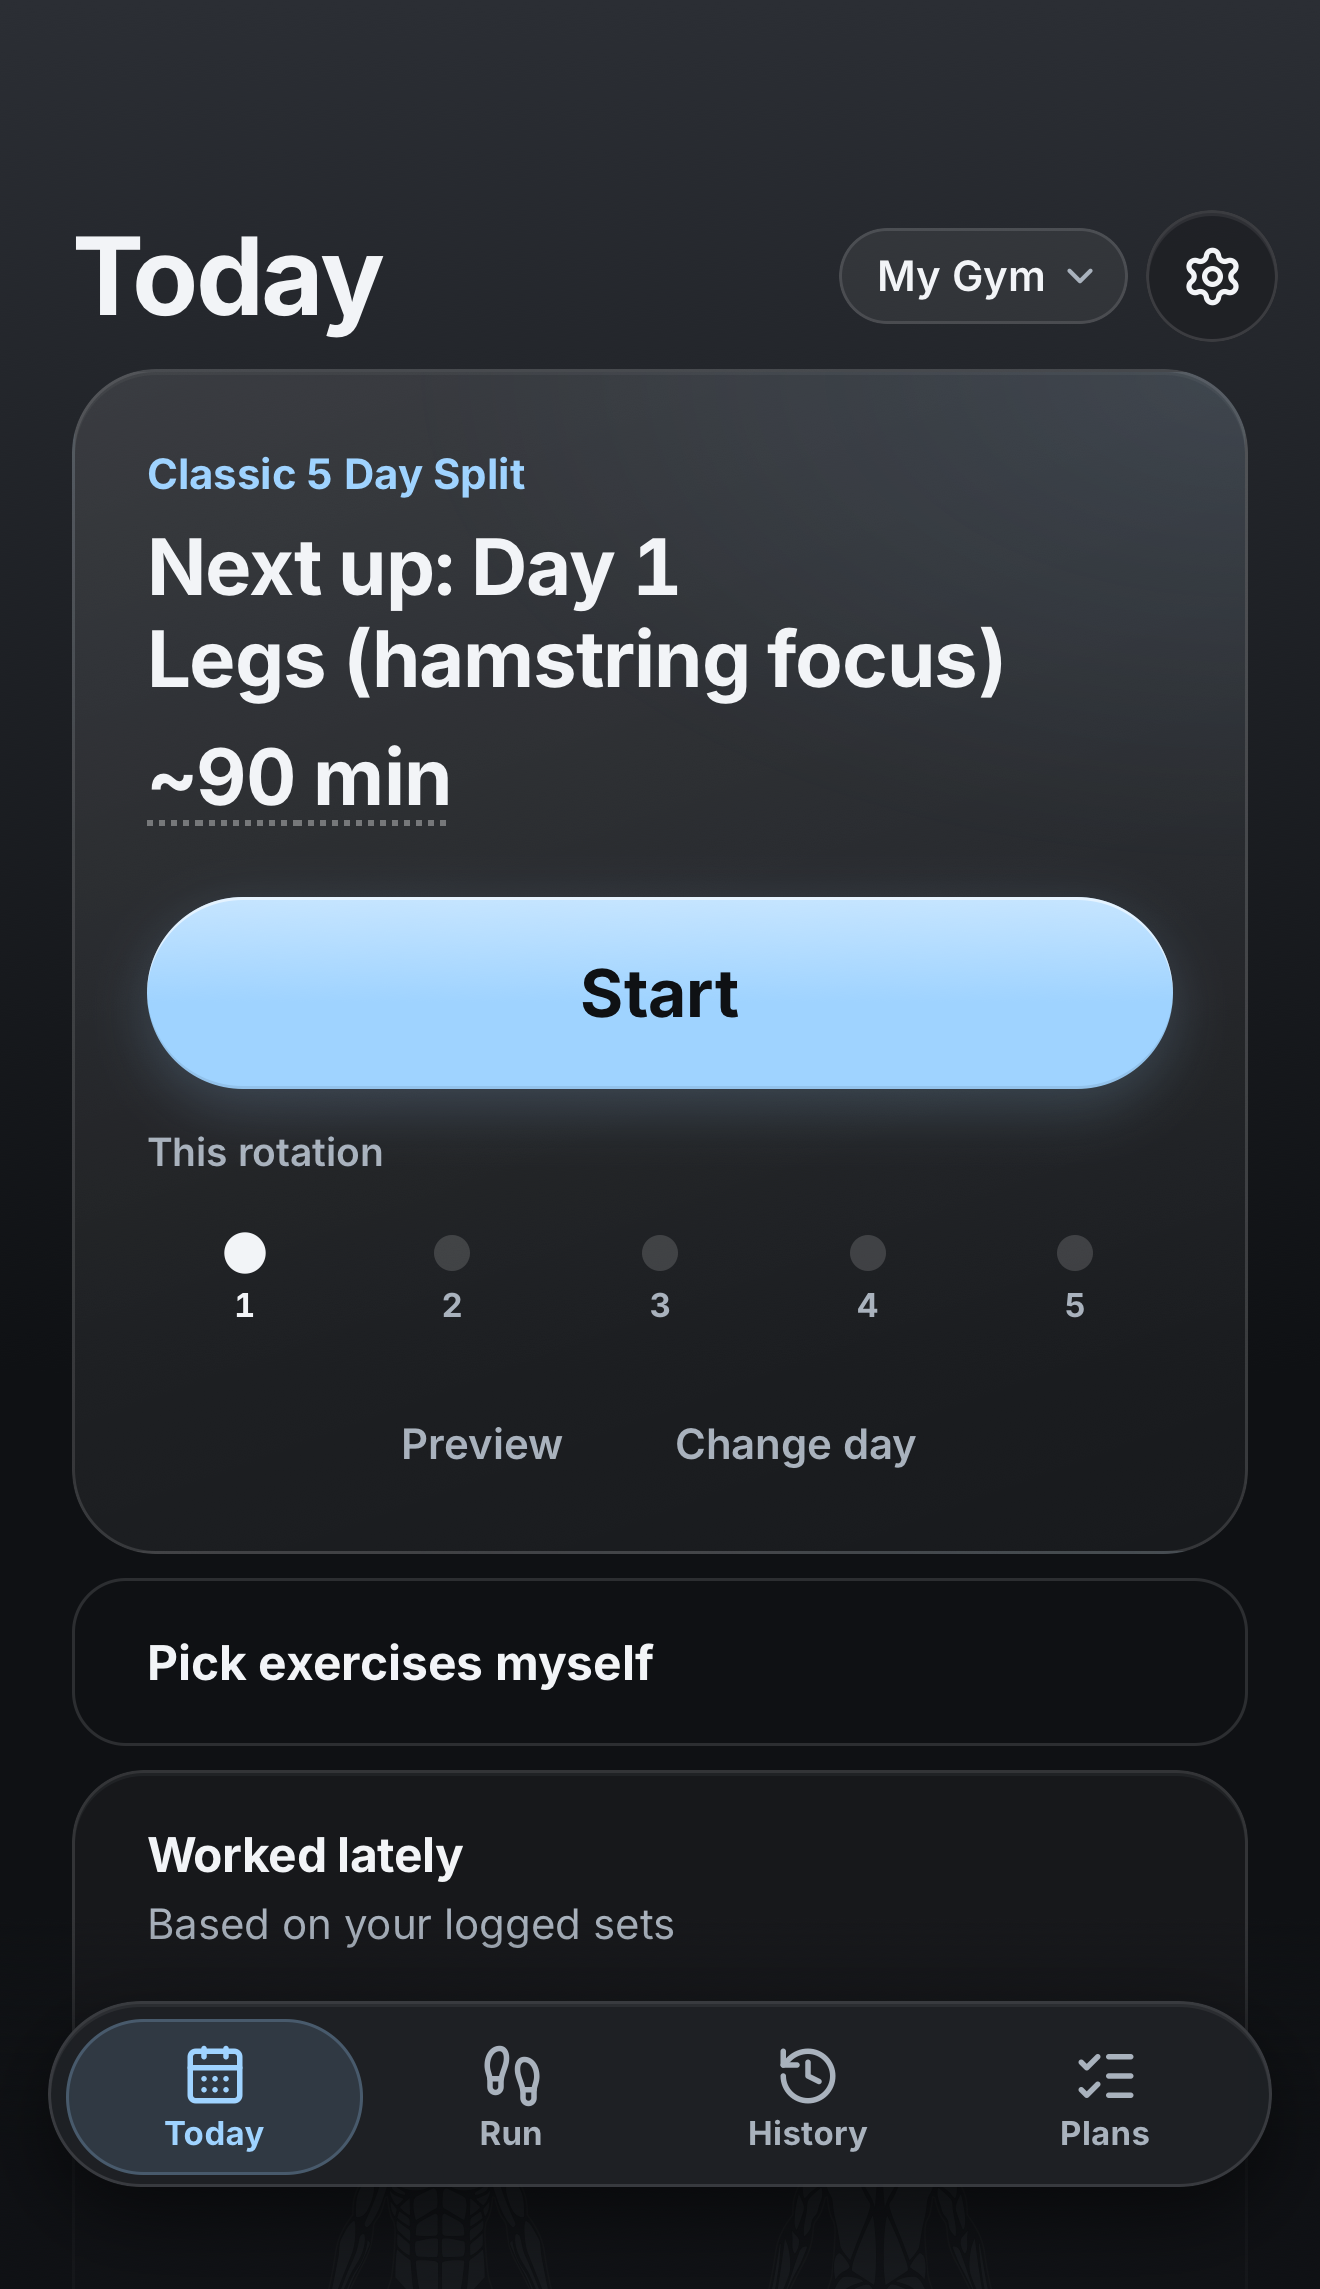 Today
My Gym
Classic 5 Day Split
Next up: Day 1
Legs (hamstring focus)
~90 min
Start
This rotation
1 2 3 4 5
Preview Change day
Pick exercises myself
Worked lately
Based on your logged sets
Today Run History Plans